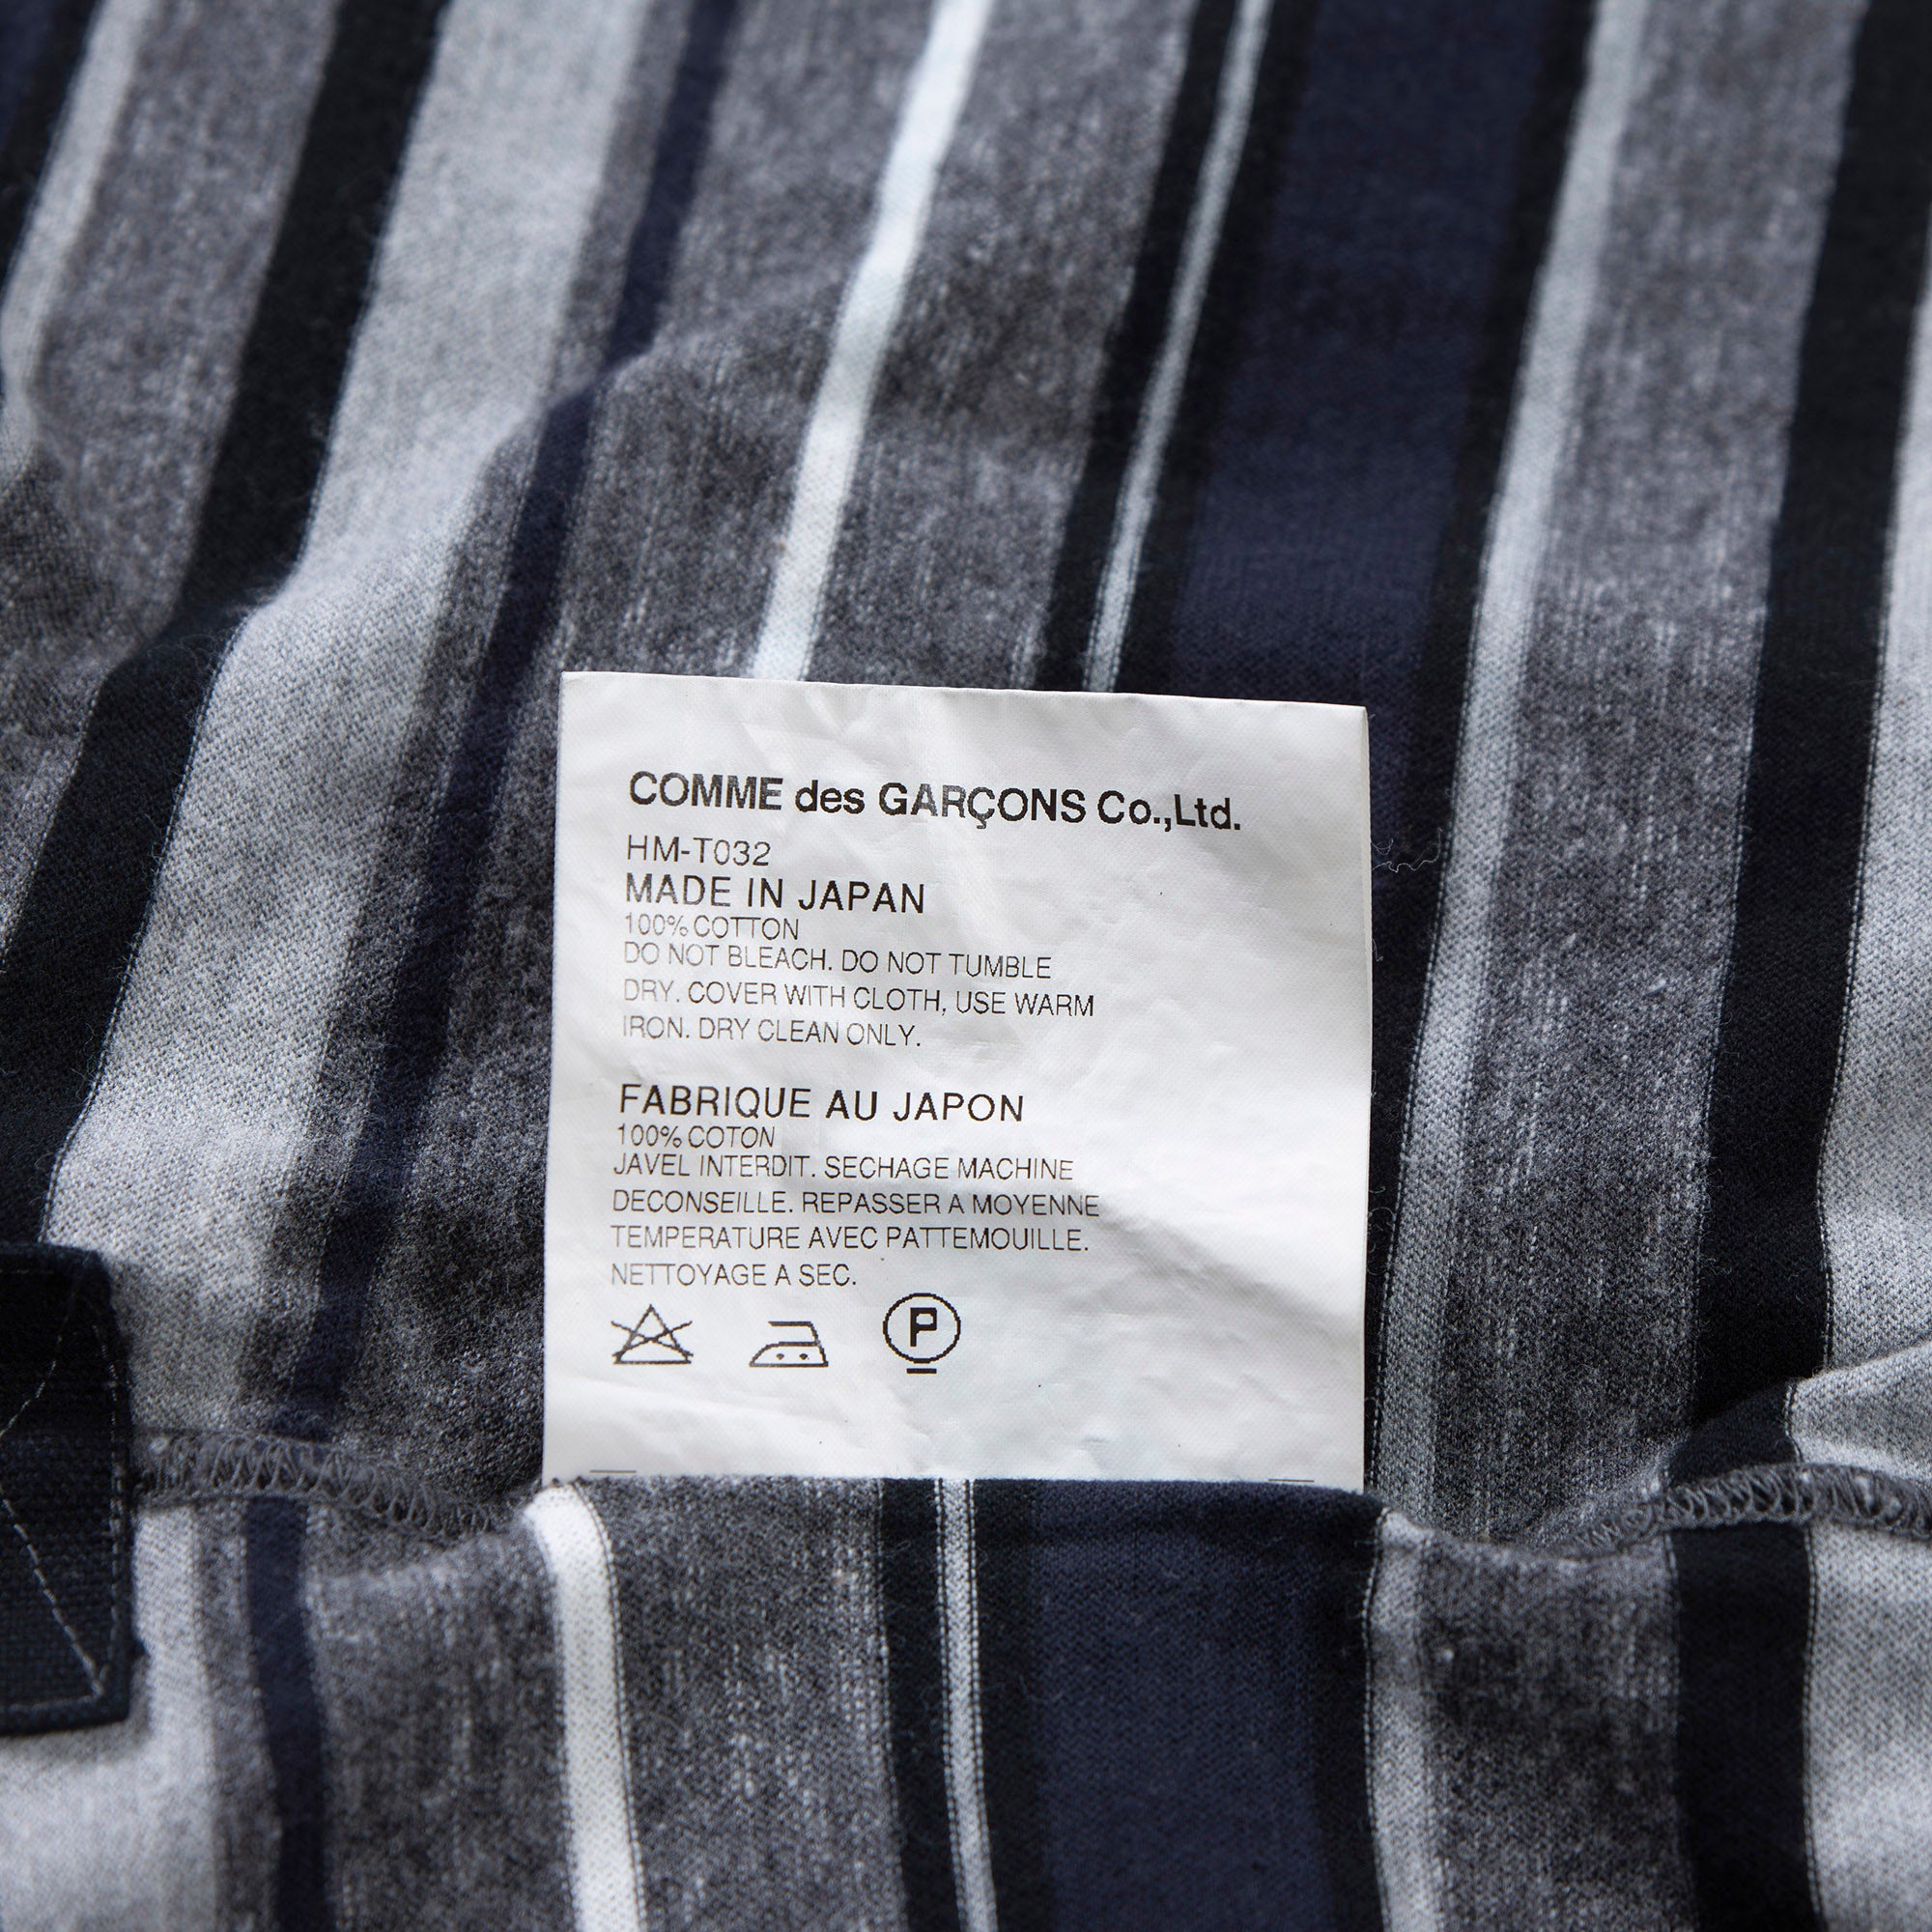 COMME des GARÇONS Co.,Ltd.
HM-T032
MADE IN JAPAN
100% COTTON
DO NOT BLEACH. DO NOT TUMBLE
DRY. COVER WITH CLOTH, USE WARM
IRON. DRY CLEAN ONLY.
FABRIQUE AU JAPON
100% COTON
JAVEL INTERDIT. SECHAGE MACHINE
DECONSEILLE. REPASSER A MOYENNE
TEMPERATURE AVEC PATTEMOUILLE.
NETTOYAGE A SEC.
P